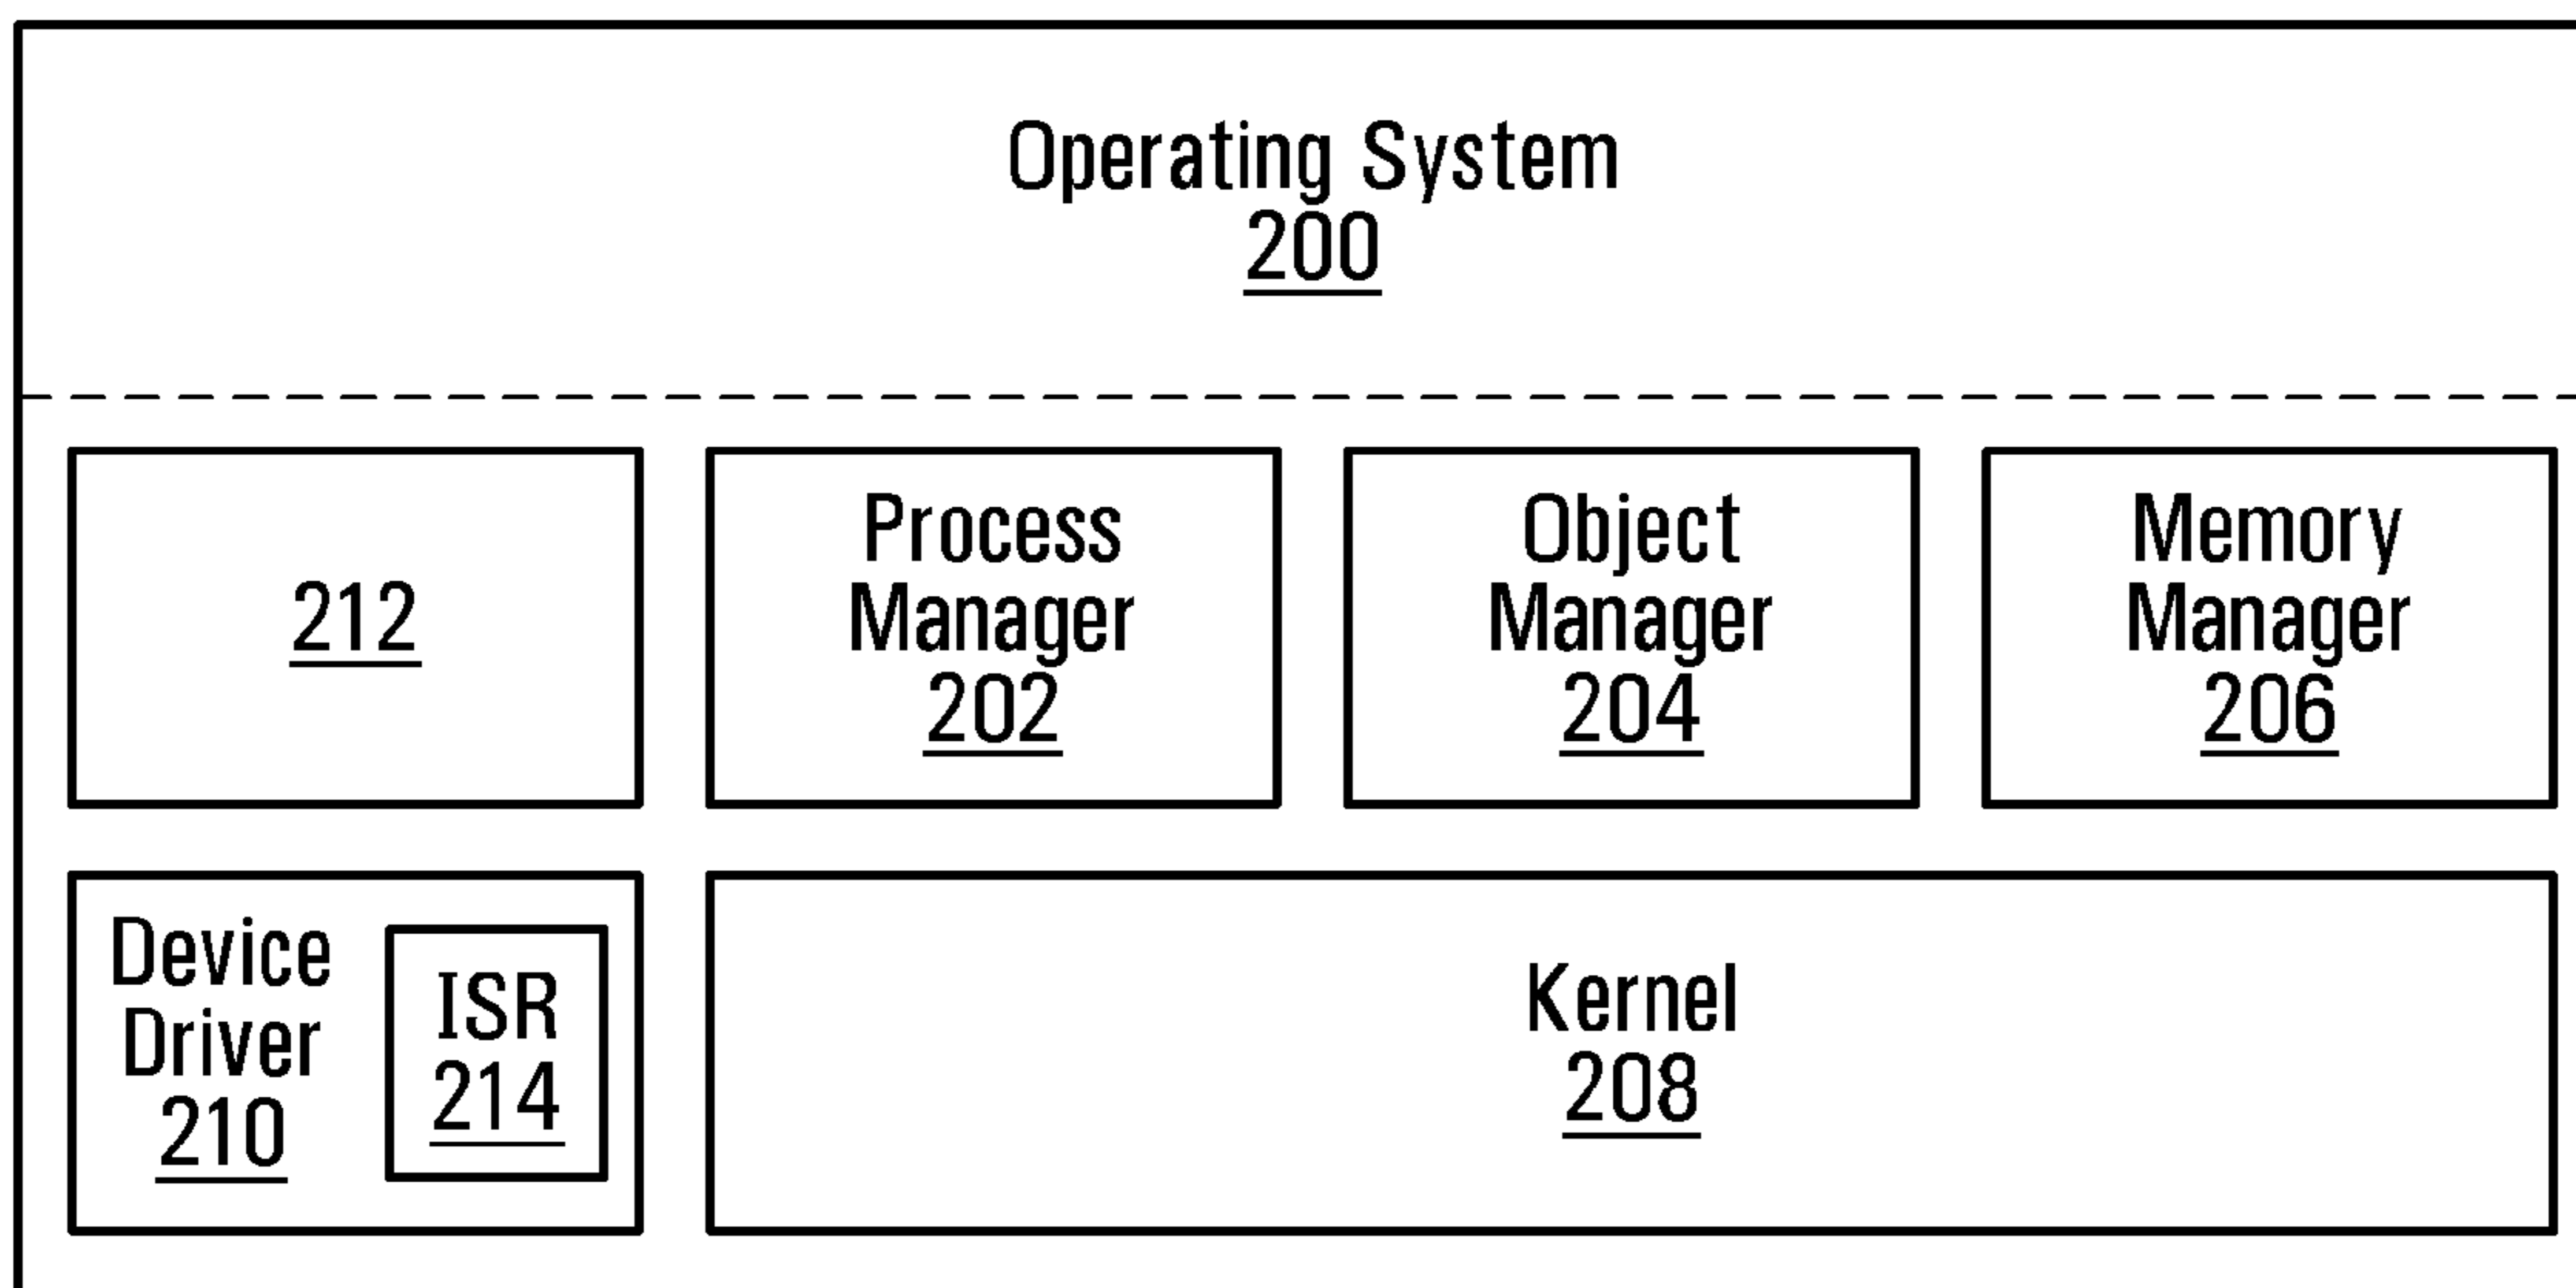 Operating System
200
212
Process
Manager
202
Object
Manager
204
Memory
Manager
206
Device
Driver
210
ISR
214
Kernel
208